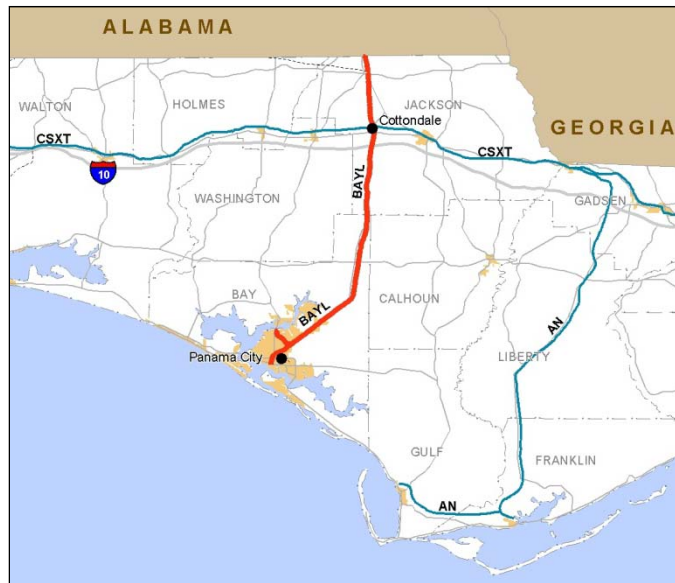 ALABAMA
WALTON
HOLMES
JACKSON
Cottondale
GEORGIA
CSXT
CSXT
10
BAYL
WASHINGTON
GADSEN
BAY
CALHOUN
BAYL
AN
Panama City
LIBERTY
GULF
FRANKLIN
AN